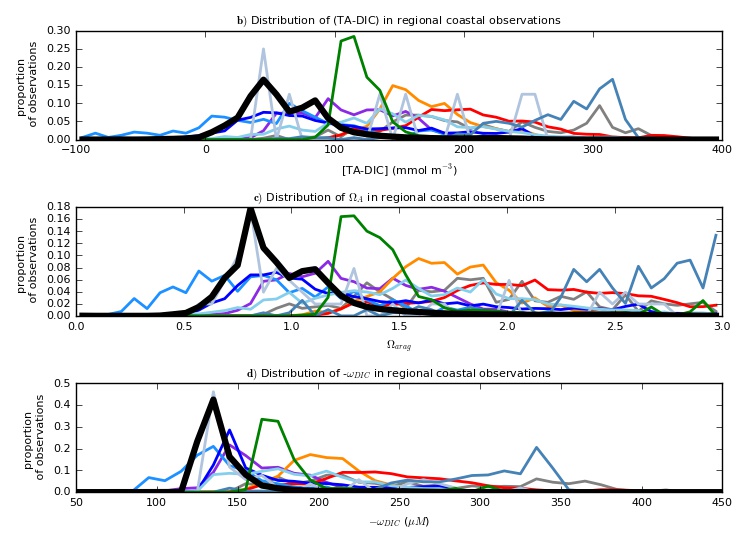 b) Distribution of (TA-DIC) in regional coastal observations
0.30
0.25
0.20
0.15
0.10
0.05
0.00
proportion
of observations
−100 0 100 200 300 400
[TA-DIC] (mmol m⁻³)
c) Distribution of Ω_A in regional coastal observations
0.18
0.16
0.14
0.12
0.10
0.08
0.06
0.04
0.02
0.00
proportion
of observations
0.0 0.5 1.0 1.5 2.0 2.5 3.0
Ω_arag
d) Distribution of -ω_DIC in regional coastal observations
0.5
0.4
0.3
0.2
0.1
0.0
proportion
of observations
50 100 150 200 250 300 350 400 450
−ω_DIC (μM)